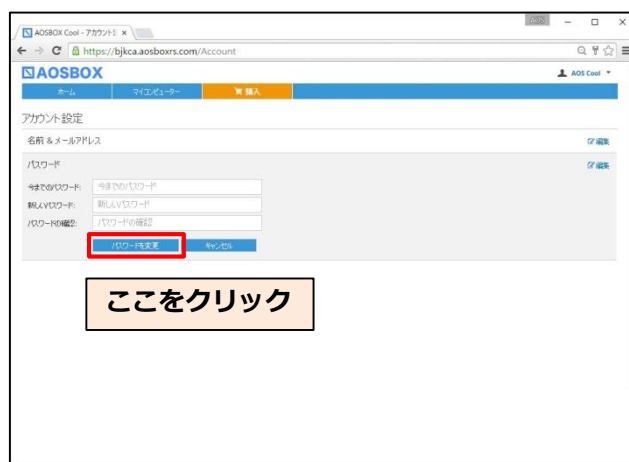 AOS
AOSBOX Cool - アカウント
https://bjkca.aosboxrs.com/Account
AOSBOX
AOS Cool
ホーム
マイコンピューター
購入
アカウント設定
名前 & メールアドレス
編集
パスワード
編集
今までのパスワード:
今までのパスワード
新しいパスワード:
新しいパスワード
パスワードの確認:
パスワードの確認
パスワードを変更
キャンセル
ここをクリック